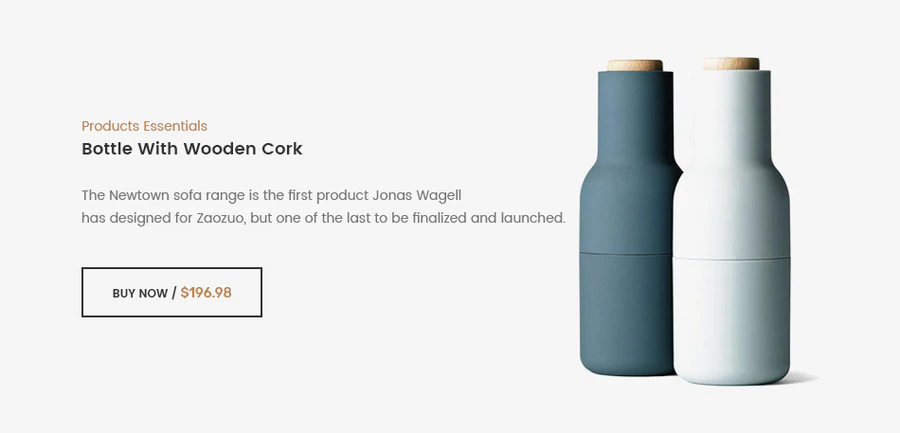 Products Essentials
Bottle With Wooden Cork
The Newtown sofa range is the first product Jonas Wagell
has designed for Zaozuo, but one of the last to be finalized and launched.
BUY NOW / $196.98